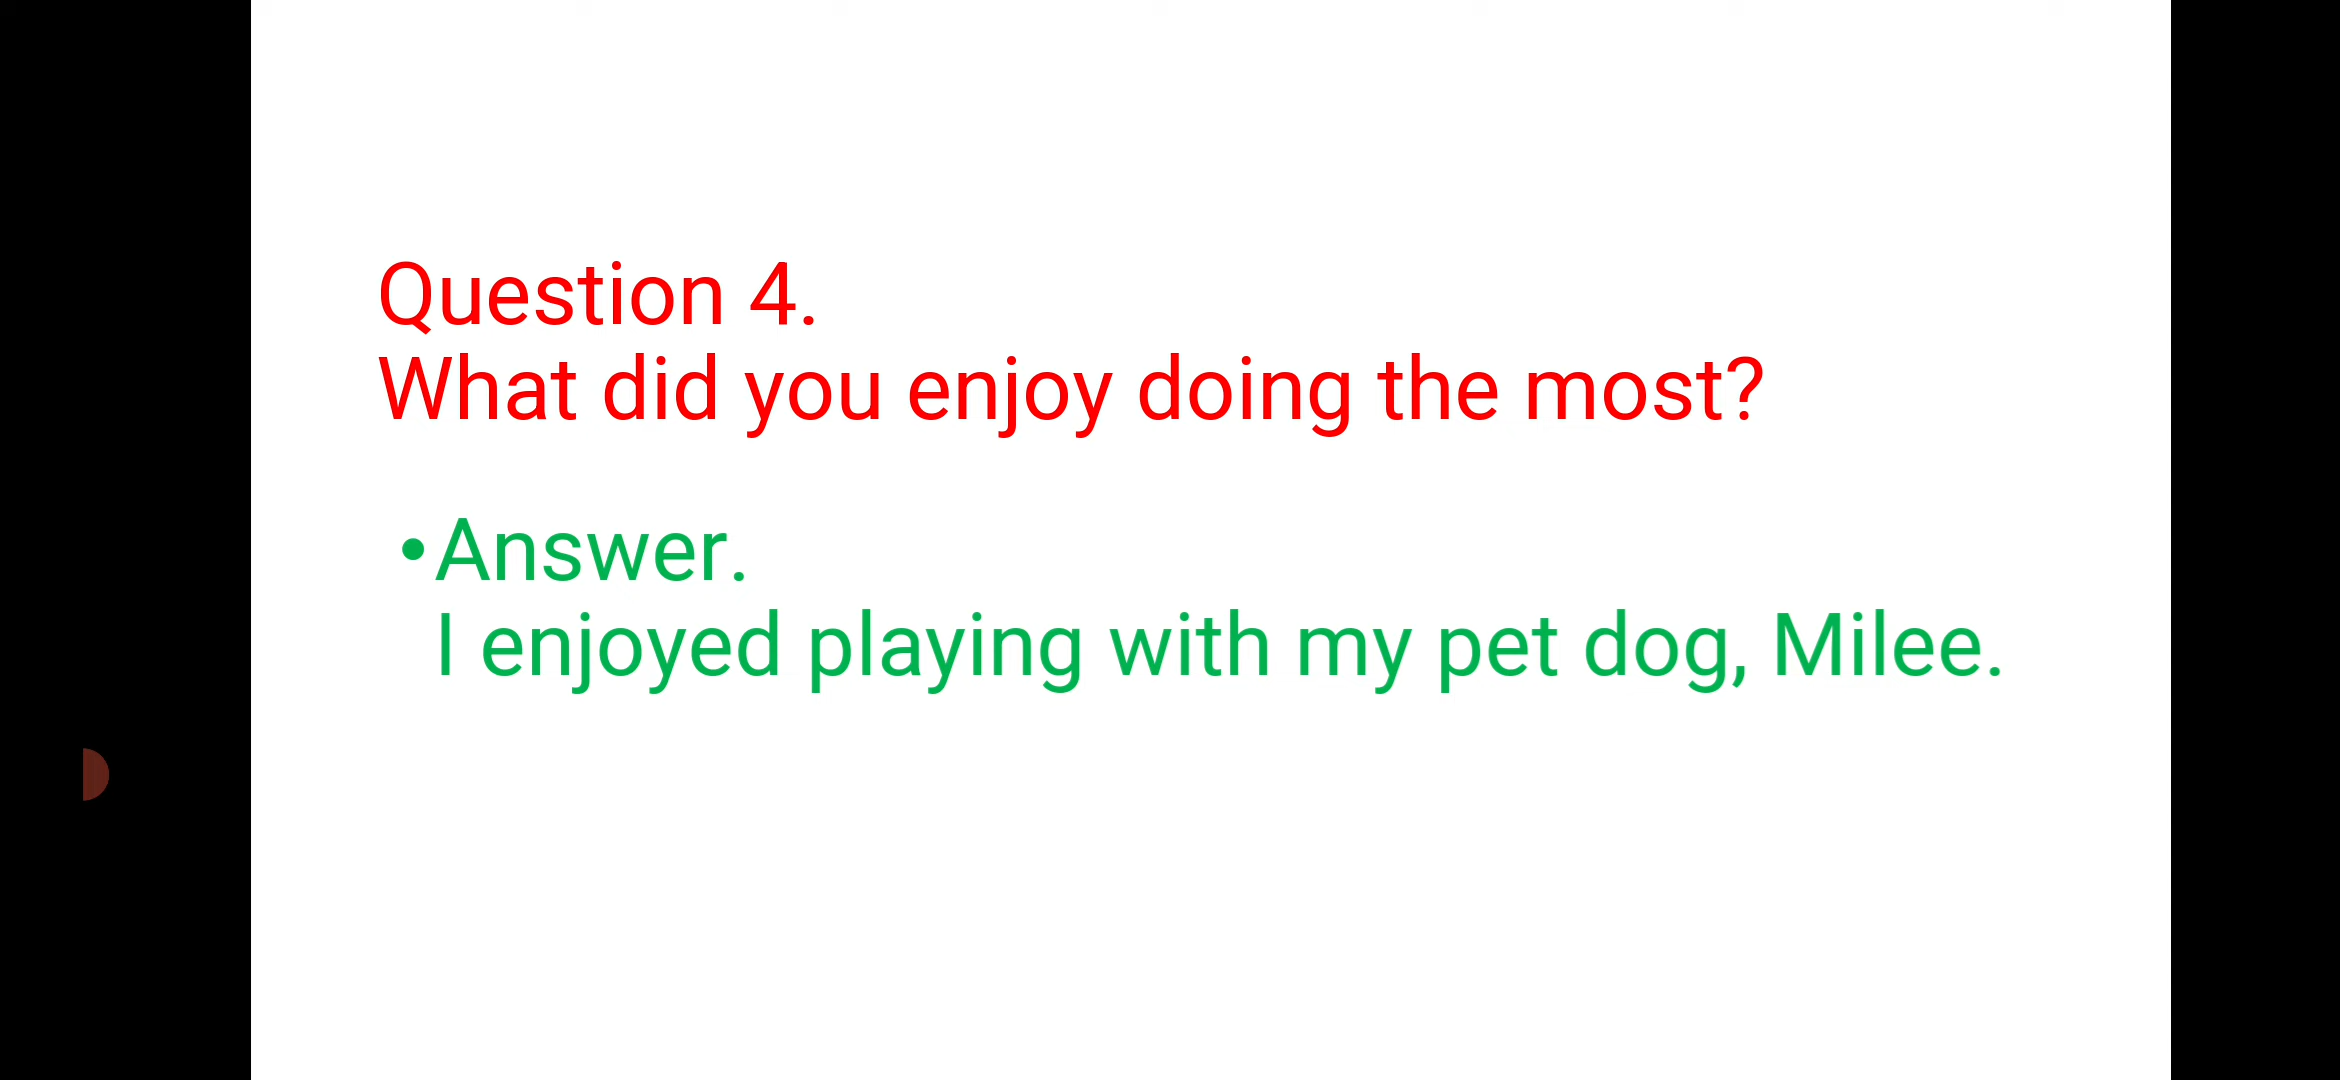 Question 4.
What did you enjoy doing the most?
•Answer.
I enjoyed playing with my pet dog, Milee.